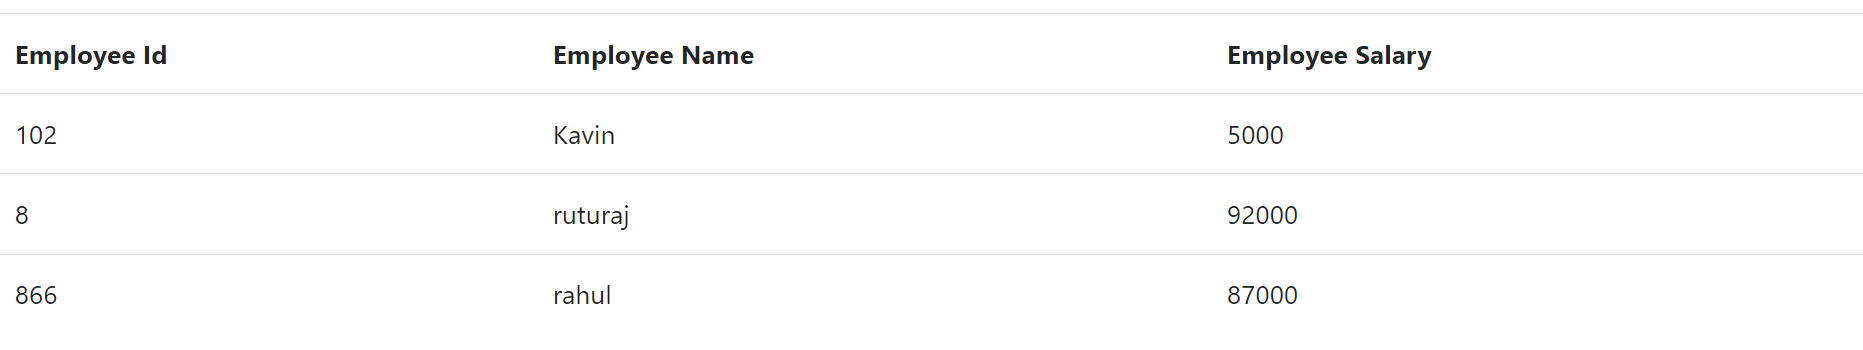 Employee Id Employee Name Employee Salary
102 Kavin 5000
8 ruturaj 92000
866 rahul 87000